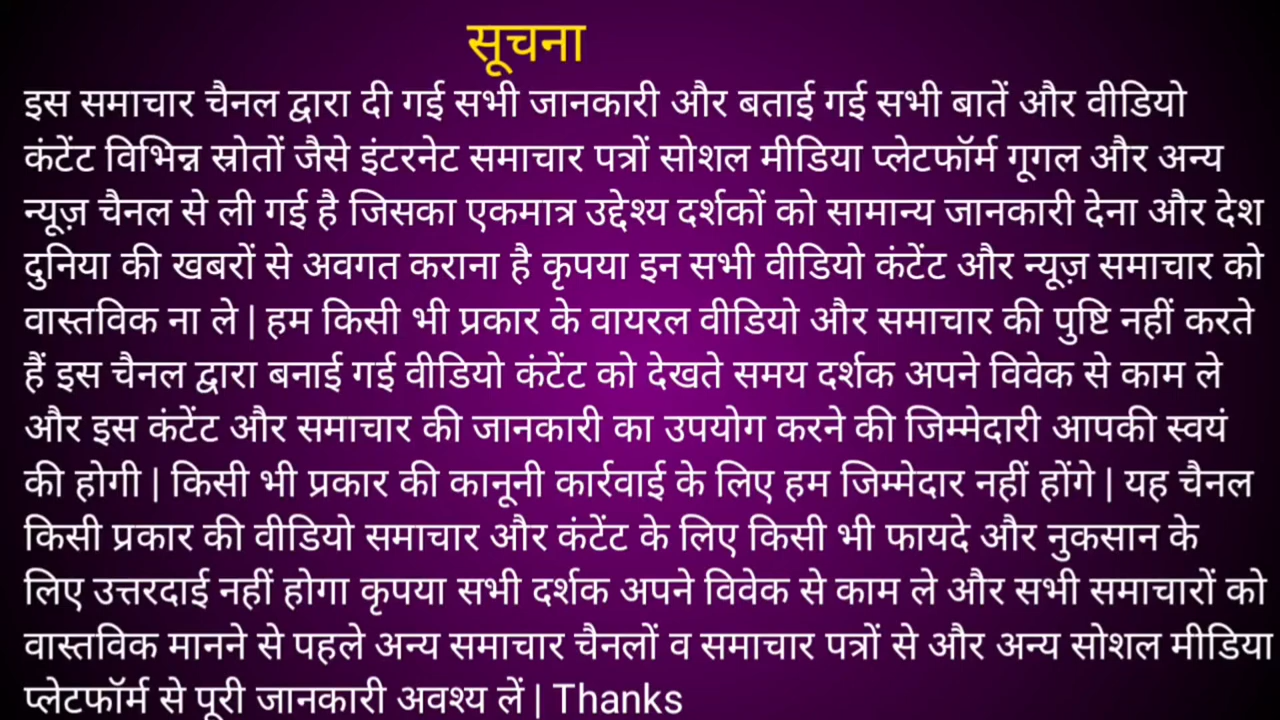 सूचना
इस समाचार चैनल द्वारा दी गई सभी जानकारी और बताई गई सभी बातें और वीडियो
कंटेंट विभिन्न स्रोतों जैसे इंटरनेट समाचार पत्रों सोशल मीडिया प्लेटफॉर्म गूगल और अन्य
न्यूज़ चैनल से ली गई है जिसका एकमात्र उद्देश्य दर्शकों को सामान्य जानकारी देना और देश
दुनिया की खबरों से अवगत कराना है कृपया इन सभी वीडियो कंटेंट और न्यूज़ समाचार को
वास्तविक ना ले | हम किसी भी प्रकार के वायरल वीडियो और समाचार की पुष्टि नहीं करते
हैं इस चैनल द्वारा बनाई गई वीडियो कंटेंट को देखते समय दर्शक अपने विवेक से काम ले
और इस कंटेंट और समाचार की जानकारी का उपयोग करने की जिम्मेदारी आपकी स्वयं
की होगी | किसी भी प्रकार की कानूनी कार्रवाई के लिए हम जिम्मेदार नहीं होंगे | यह चैनल
किसी प्रकार की वीडियो समाचार और कंटेंट के लिए किसी भी फायदे और नुकसान के
लिए उत्तरदाई नहीं होगा कृपया सभी दर्शक अपने विवेक से काम ले और सभी समाचारों को
वास्तविक मानने से पहले अन्य समाचार चैनलों व समाचार पत्रों से और अन्य सोशल मीडिया
प्लेटफॉर्म से पूरी जानकारी अवश्य लें | Thanks